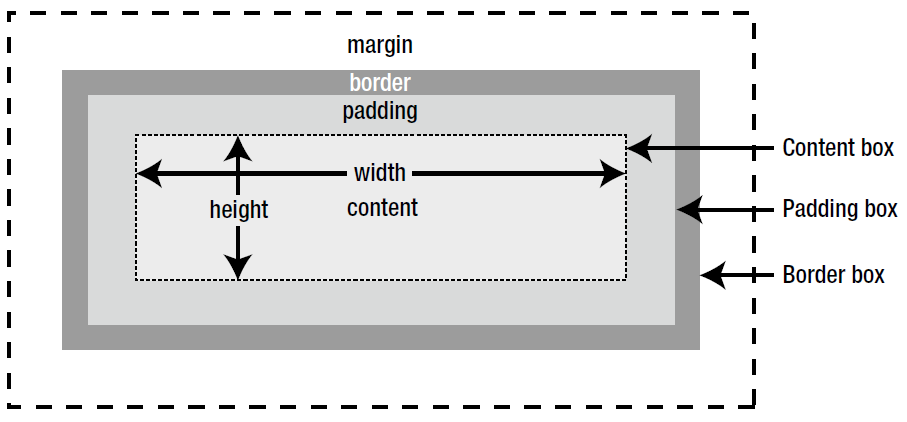 margin
border
padding
Content box
width
height
content
Padding box
Border box